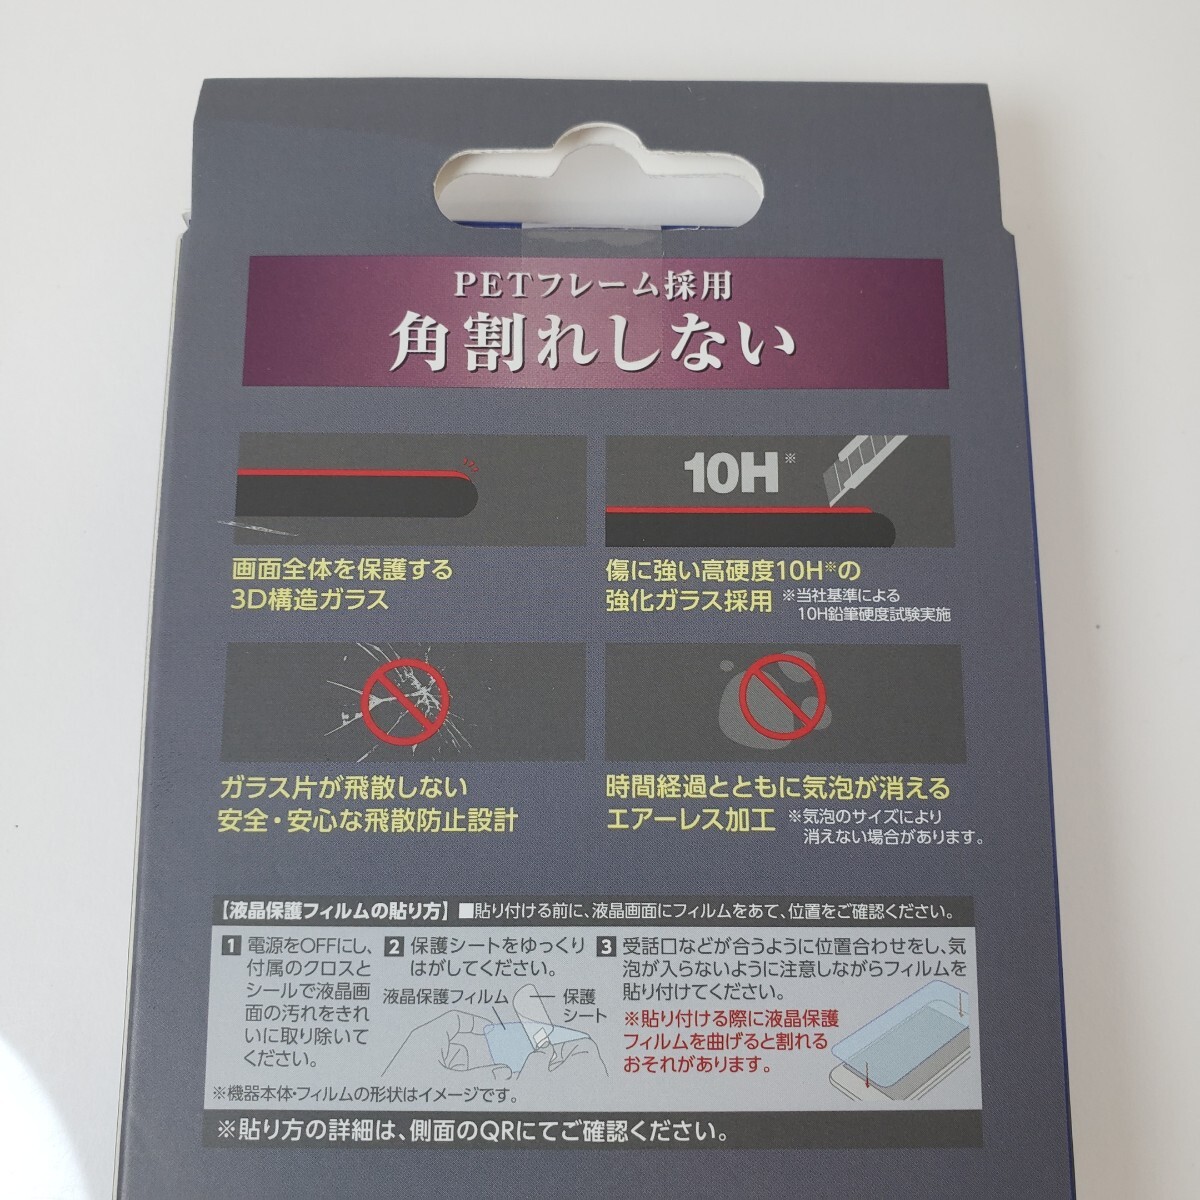 PETフレーム採用
角割れしない
10H※
画面全体を保護する
3D構造ガラス
傷に強い高硬度10H※の
強化ガラス採用 ※当社基準による
10H鉛筆硬度試験実施
ガラス片が飛散しない
安全・安心な飛散防止設計
時間経過とともに気泡が消える
エアーレス加工 ※気泡のサイズにより
消えない場合があります。
【液晶保護フィルムの貼り方】 ■貼り付ける前に、液晶画面にフィルムをあて、位置をご確認ください。
1 電源をOFFにし、
付属のクロスと
シールで液晶画
面の汚れをきれ
いに取り除いて
ください。
2 保護シートをゆっくり
はがしてください。
液晶保護フィルム
保護
シート
3 受話口などが合うように位置合わせをし、気
泡が入らないように注意しながらフィルムを
貼り付けてください。
※貼り付ける際に液晶保護
フィルムを曲げると割れる
おそれがあります。
※機器本体・フィルムの形状はイメージです。
※貼り方の詳細は、側面のQRにてご確認ください。